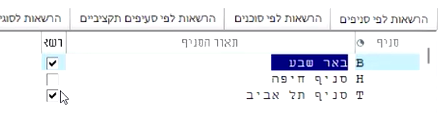 הרשאות לפי סניפים הרשאות לפי סוכנים הרשאות לפי סעיפים תקציביים הרשאות לסוגי
סניף תאור הסניף רשא
B באר שבע
H סניף חיפה
T סניף תל אביב